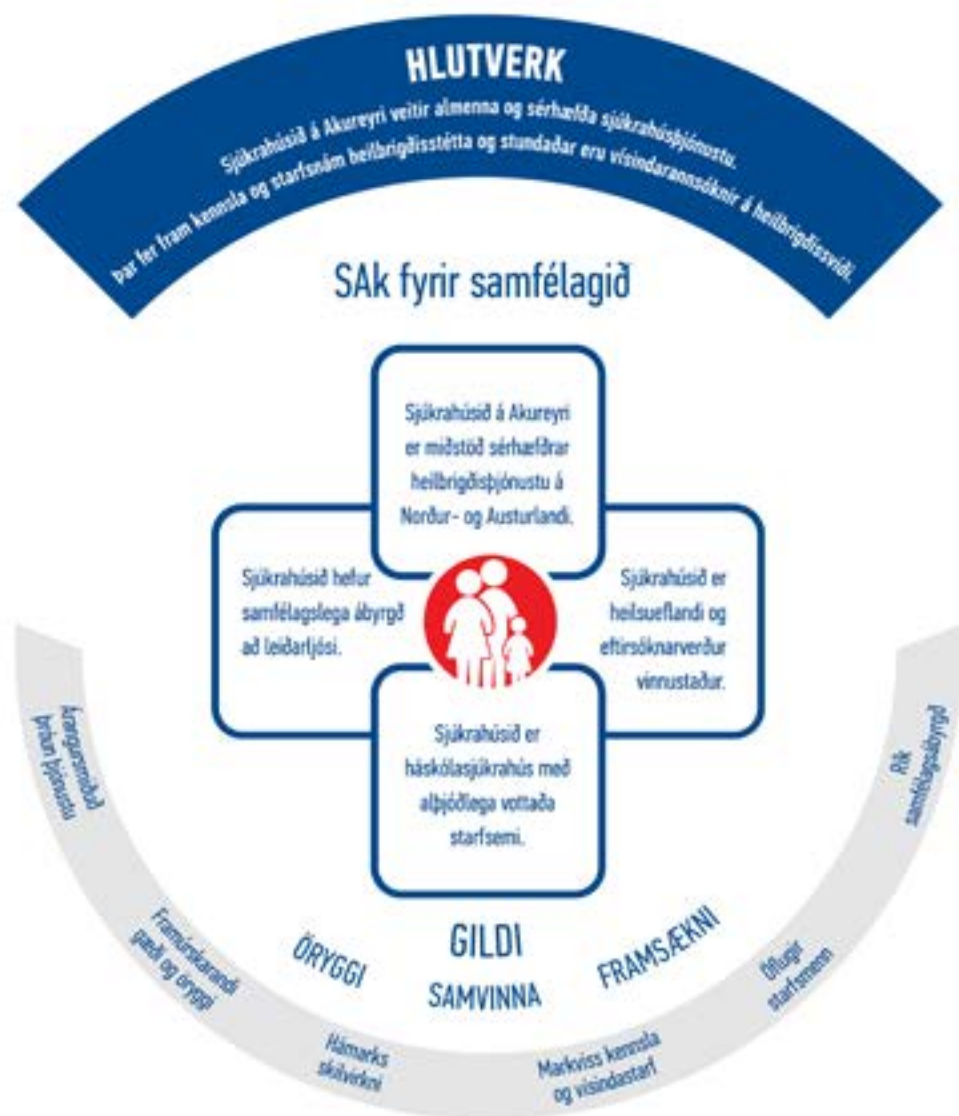 HLUTVERK
Sjúkrahúsið á Akureyri veitir almenna og sérhæfða sjúkrahúsþjónustu.
Þar fer fram kennsla og starfsnám heilbrigðisstétta og stundaðar eru vísindarannsóknir á heilbrigðissviði.
SAk fyrir samfélagið
Sjúkrahúsið á Akureyri
er miðstöð sérhæfðrar
heilbrigðisþjónustu á
Norður- og Austurlandi.
Sjúkrahúsið hefur
samfélagslega ábyrgð
að leiðarljósi.
Sjúkrahúsið er
heilsueflandi og
eftirsóknarverður
vinnustaður.
Sjúkrahúsið er
háskólasjúkrahús með
alþjóðlega vottaða
starfsemi.
GILDI
ÖRYGGI
SAMVINNA
FRAMSÆKNI
Árangursmiðuð
þróun þjónustu
Framúrskarandi
gæði og öryggi
Hámarks
skilvirkni
Markviss kennsla
og vísindastarf
Öflugir
starfsmenn
Rík
samfélagsábyrgð